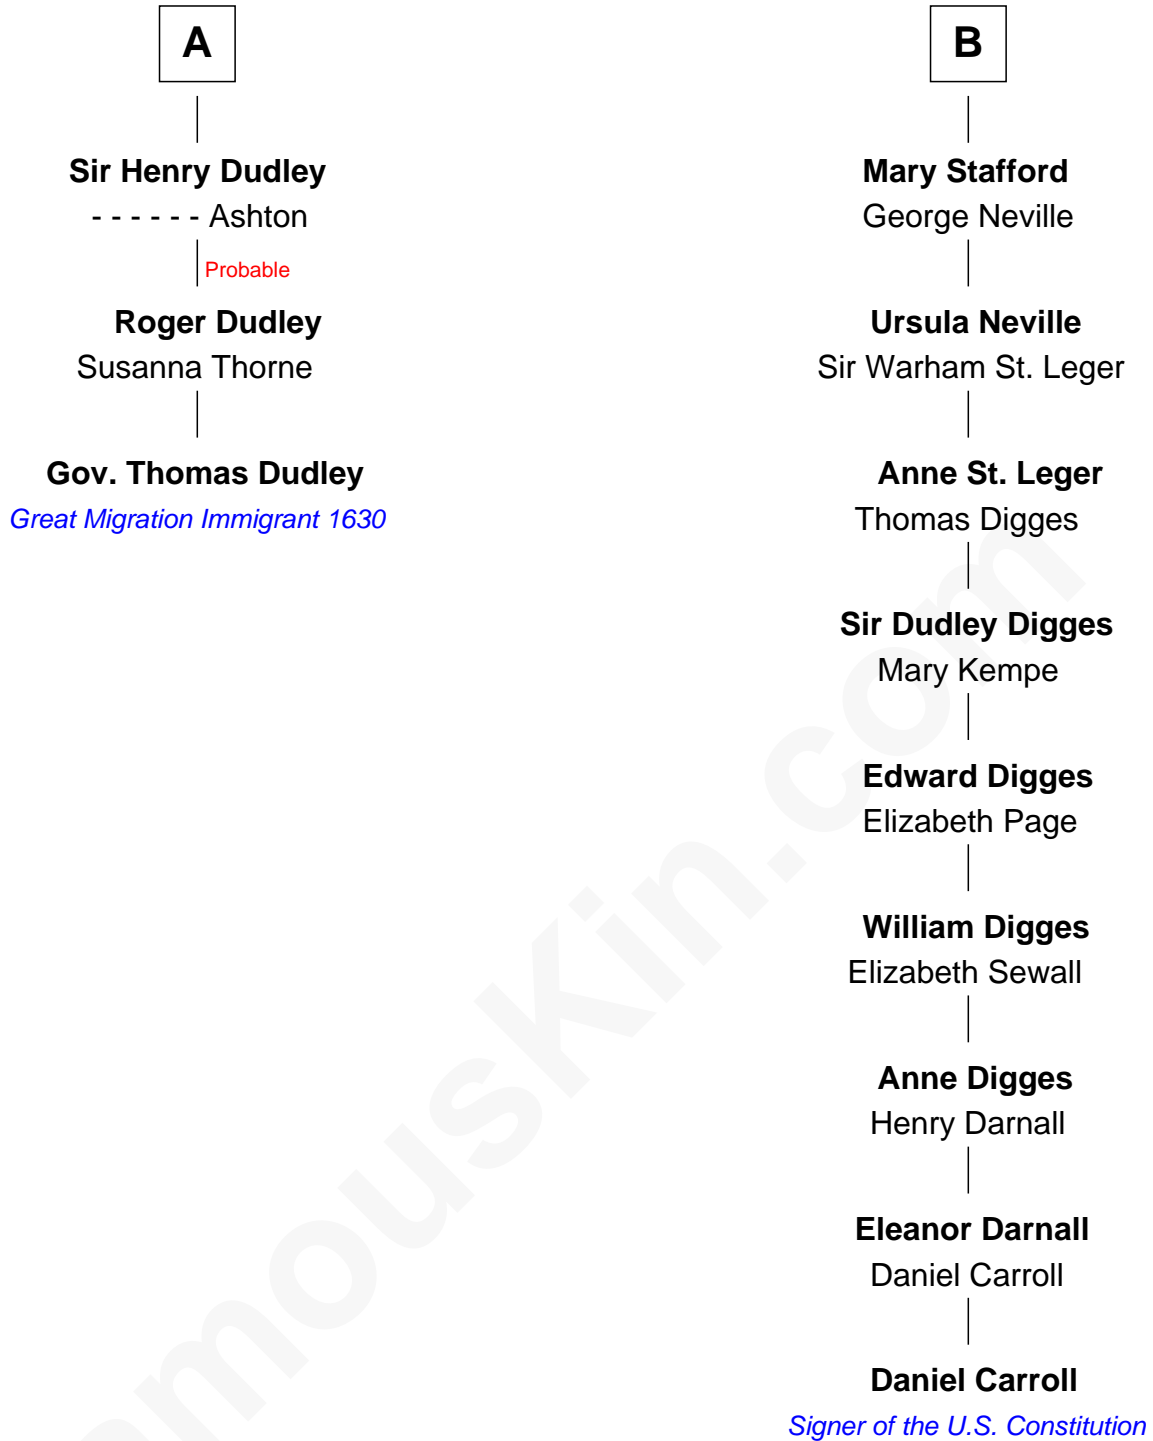 A
Sir Henry Dudley
- - - - - - Ashton
Probable
Roger Dudley
Susanna Thorne
Gov. Thomas Dudley
Great Migration Immigrant 1630
B
Mary Stafford
George Neville
Ursula Neville
Sir Warham St. Leger
Anne St. Leger
Thomas Digges
Sir Dudley Digges
Mary Kempe
Edward Digges
Elizabeth Page
William Digges
Elizabeth Sewall
Anne Digges
Henry Darnall
Eleanor Darnall
Daniel Carroll
Daniel Carroll
Signer of the U.S. Constitution
amouskin.com